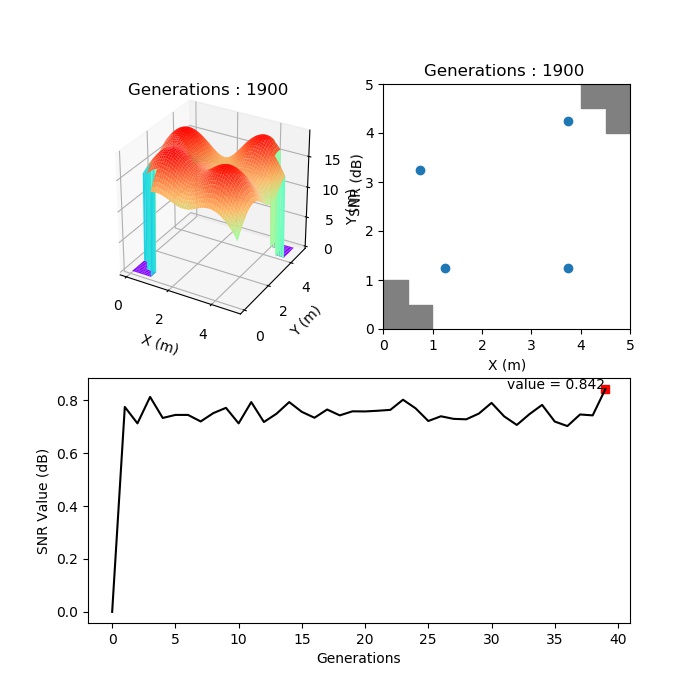 Generations : 1900
15
10
5
0
SNR (dB)
0
2
4
X (m)
0
2
4
Y (m)
Generations : 1900
5
4
3
2
1
0
Y (m)
0 1 2 3 4 5
X (m)
value = 0.842
0.8
0.6
0.4
0.2
0.0
SNR Value (dB)
0 5 10 15 20 25 30 35 40
Generations